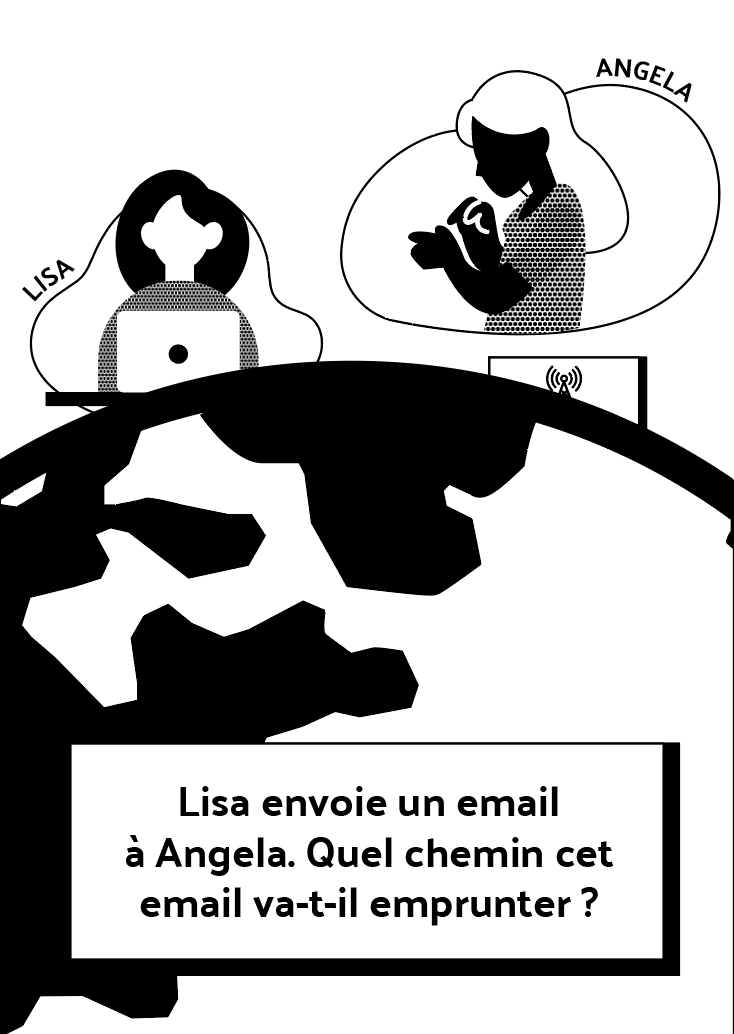 ANGELA
LISA
Lisa envoie un email
à Angela. Quel chemin cet
email va-t-il emprunter ?